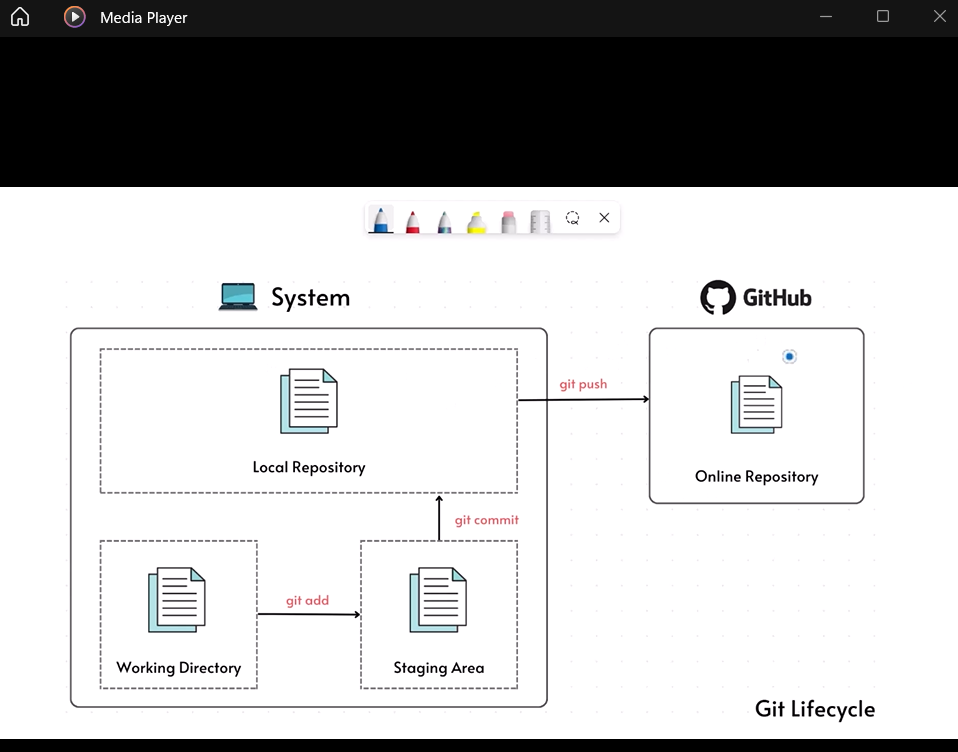 Media Player
System
GitHub
git push
Local Repository
Online Repository
git commit
git add
Working Directory
Staging Area
Git Lifecycle